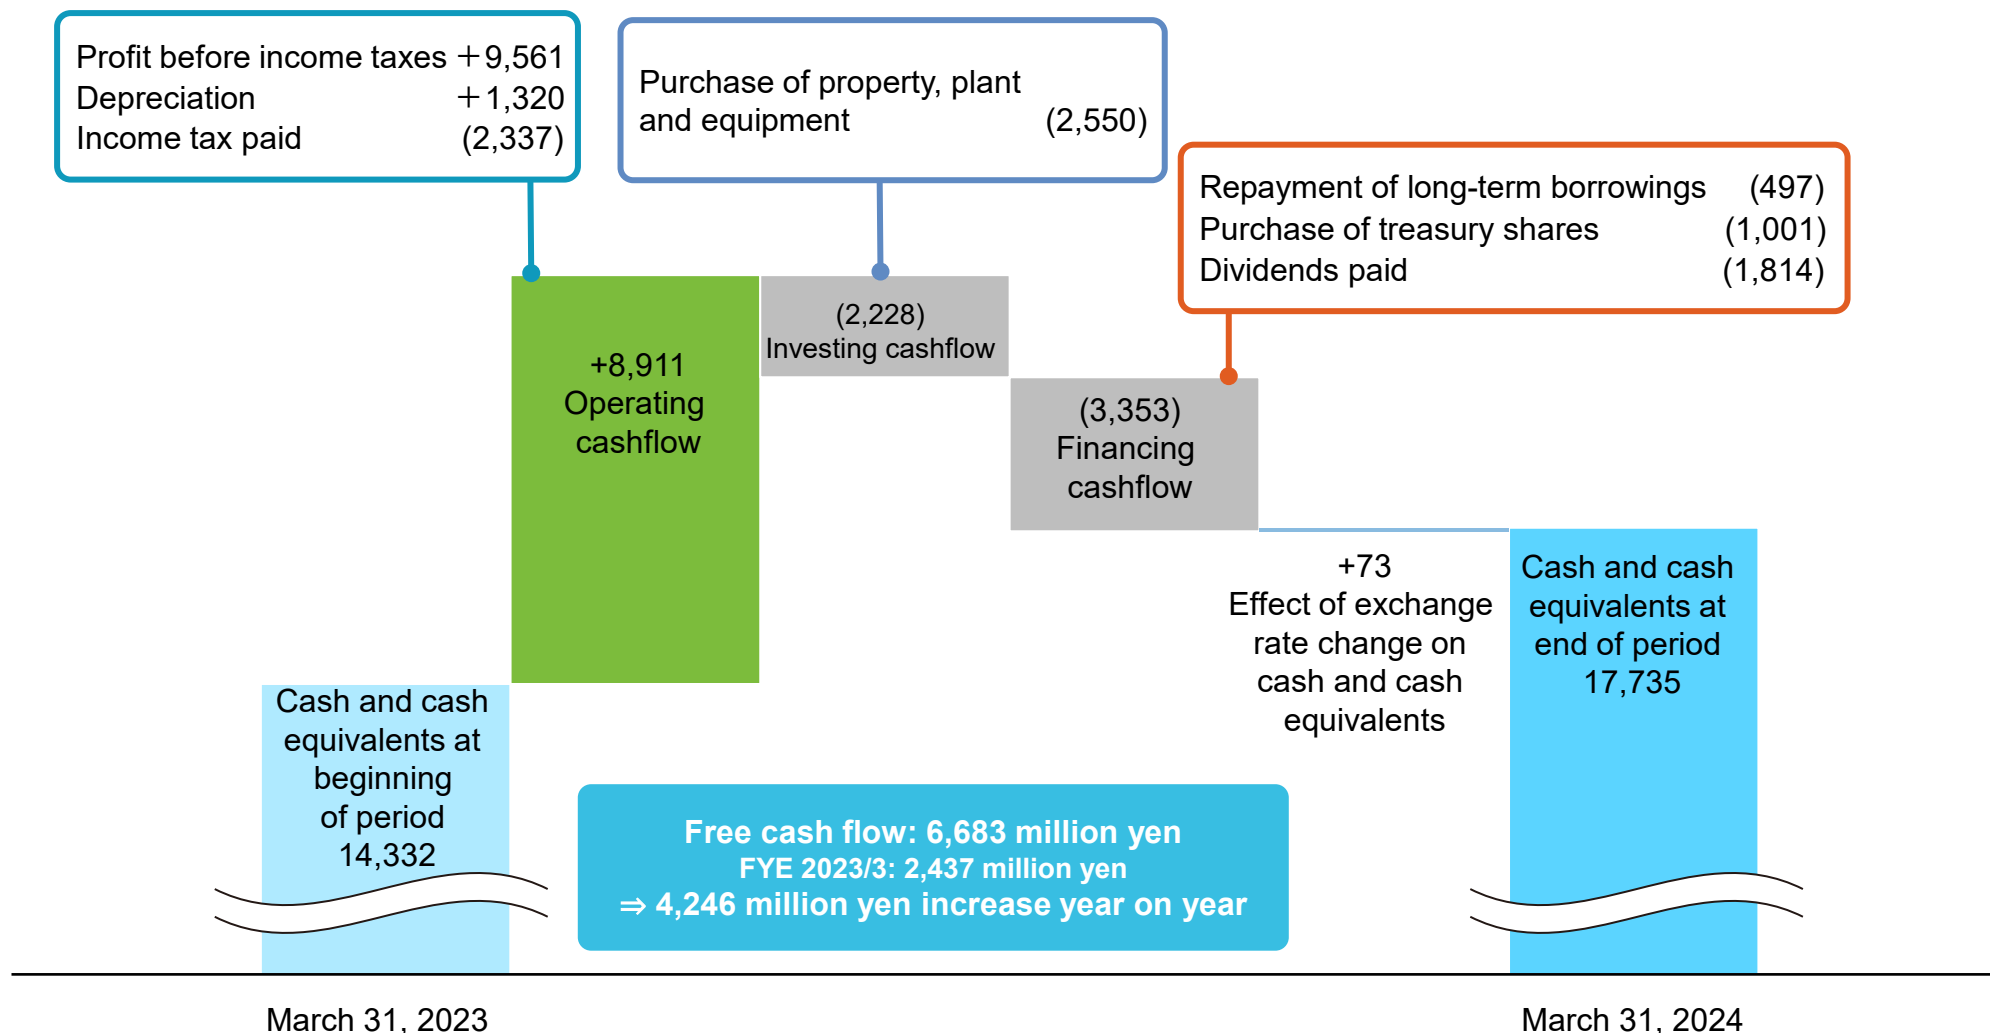 Profit before income taxes +9,561
Depreciation +1,320
Income tax paid (2,337)
Purchase of property, plant
and equipment (2,550)
Repayment of long-term borrowings (497)
Purchase of treasury shares (1,001)
Dividends paid (1,814)
+8,911
Operating
cashflow
(2,228)
Investing cashflow
(3,353)
Financing
cashflow
+73
Effect of exchange
rate change on
cash and cash
equivalents
Cash and cash
equivalents at
end of period
17,735
Cash and cash
equivalents at
beginning
of period
14,332
Free cash flow: 6,683 million yen
FYE 2023/3: 2,437 million yen
⇒ 4,246 million yen increase year on year
March 31, 2023
March 31, 2024